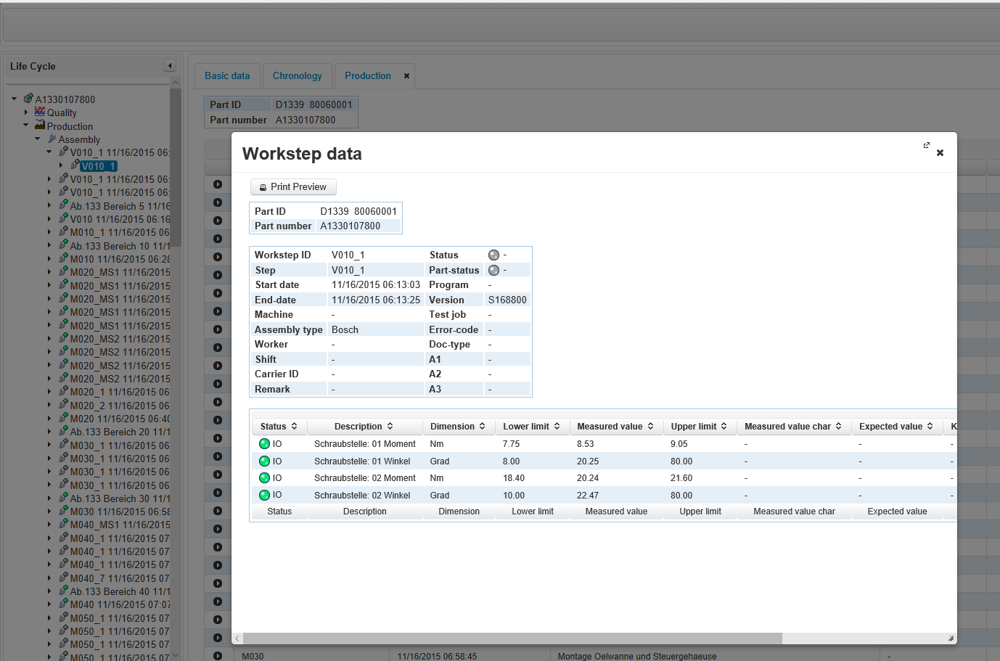 Life Cycle
A1330107800
Quality
Production
Assembly
V010_1 11/16/2015 06:
V010_1
V010_1 11/16/2015 06:
V010_1 11/16/2015 06:
Ab.133 Bereich 5 11/16
V010 11/16/2015 06:16
M010_1 11/16/2015 06
Ab.133 Bereich 10 11/1
M010 11/16/2015 06:28
M020_MS1 11/16/2015
M020_MS1 11/16/2015
M020_MS1 11/16/2015
M020_MS1 11/16/2015
M020_MS1 11/16/2015
M020_MS2 11/16/2015
M020_MS2 11/16/2015
M020_MS2 11/16/2015
M020_MS2 11/16/2015
M020_1 11/16/2015 06
M020_2 11/16/2015 06
M020 11/16/2015 06:40
Ab.133 Bereich 20 11/1
M030_1 11/16/2015 06
M030_1 11/16/2015 06
M030_1 11/16/2015 06
M030_1 11/16/2015 06
Ab.133 Bereich 30 11/1
M030 11/16/2015 06:58
M040_MS1 11/16/2015
M040_1 11/16/2015 07
M040_1 11/16/2015 07
M040_1 11/16/2015 07
M040_7 11/16/2015 07
Ab.133 Bereich 40 11/1
M040 11/16/2015 07:07
M050_1 11/16/2015 07
M050_1 11/16/2015 07
M050_1 11/16/2015 07
M050_1 11/16/2015 07
Basic data Chronology Production
Part ID D1339 80060001
Part number A1330107800
Workstep data
Print Preview
Part ID D1339 80060001
Part number A1330107800
Workstep ID V010_1 Status -
Step V010_1 Part-status -
Start date 11/16/2015 06:13:03 Program -
End-date 11/16/2015 06:13:25 Version S168800
Machine - Test job -
Assembly type Bosch Error-code -
Worker - Doc-type -
Shift - A1 -
Carrier ID - A2 -
Remark - A3 -
Status Description Dimension Lower limit Measured value Upper limit Measured value char Expected value K
IO Schraubstelle: 01 Moment Nm 7.75 8.53 9.05 - - -
IO Schraubstelle: 01 Winkel Grad 8.00 20.25 80.00 - - -
IO Schraubstelle: 02 Moment Nm 18.40 20.24 21.60 - - -
IO Schraubstelle: 02 Winkel Grad 10.00 22.47 80.00 - - -
Status Description Dimension Lower limit Measured value Upper limit Measured value char Expected value
M030 11/16/2015 06:58:45 Montage Oelwanne und Steuergehaeuse -